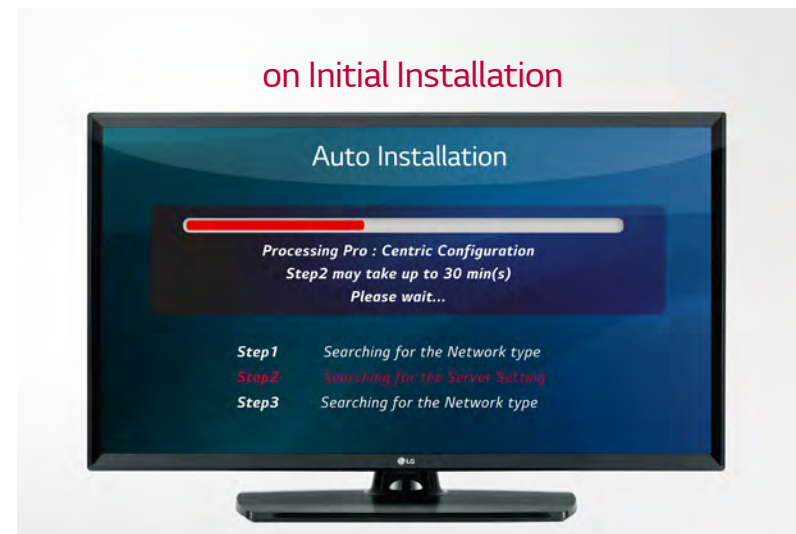 on Initial Installation
Auto Installation
Processing Pro : Centric Configuration
Step2 may take up to 30 min(s)
Please wait...
Step1 Searching for the Network type
Step2 Searching for the Server Setting
Step3 Searching for the Network type
LG